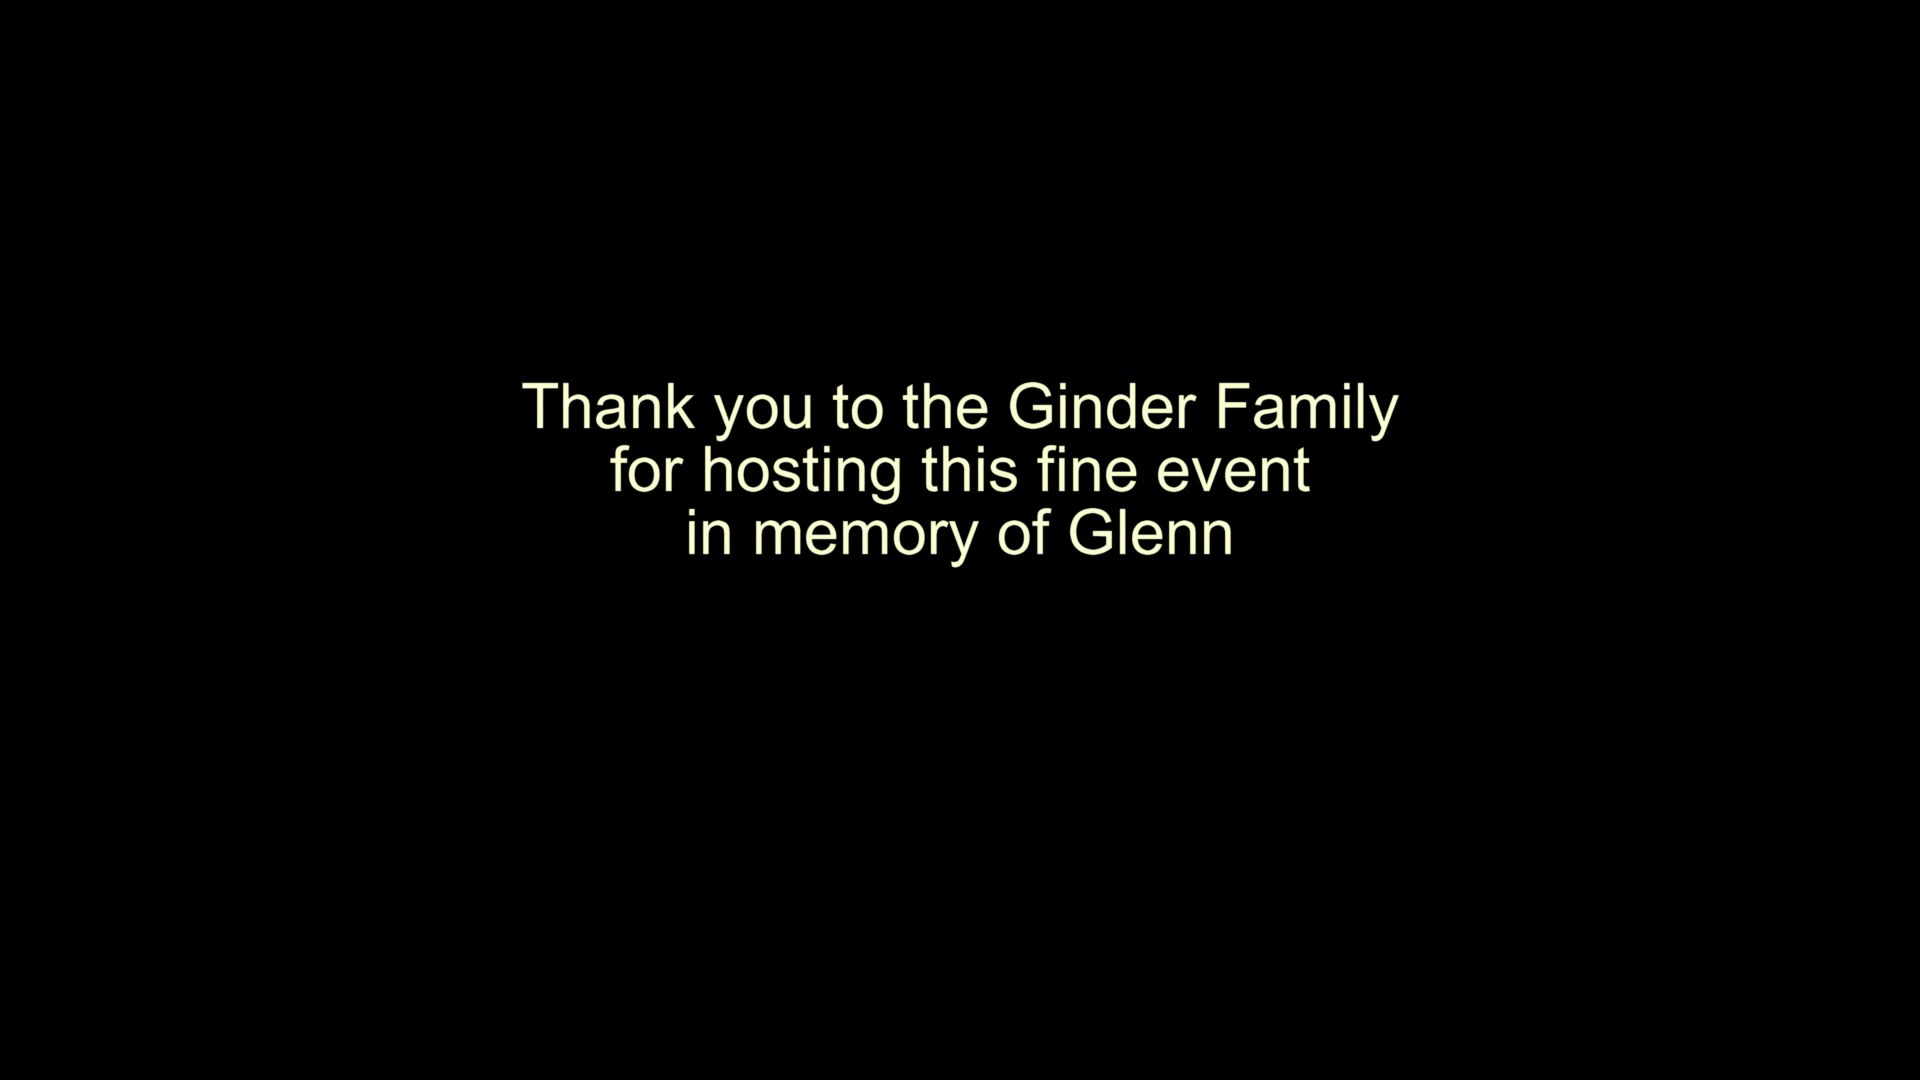 Thank you to the Ginder Family
for hosting this fine event
in memory of Glenn